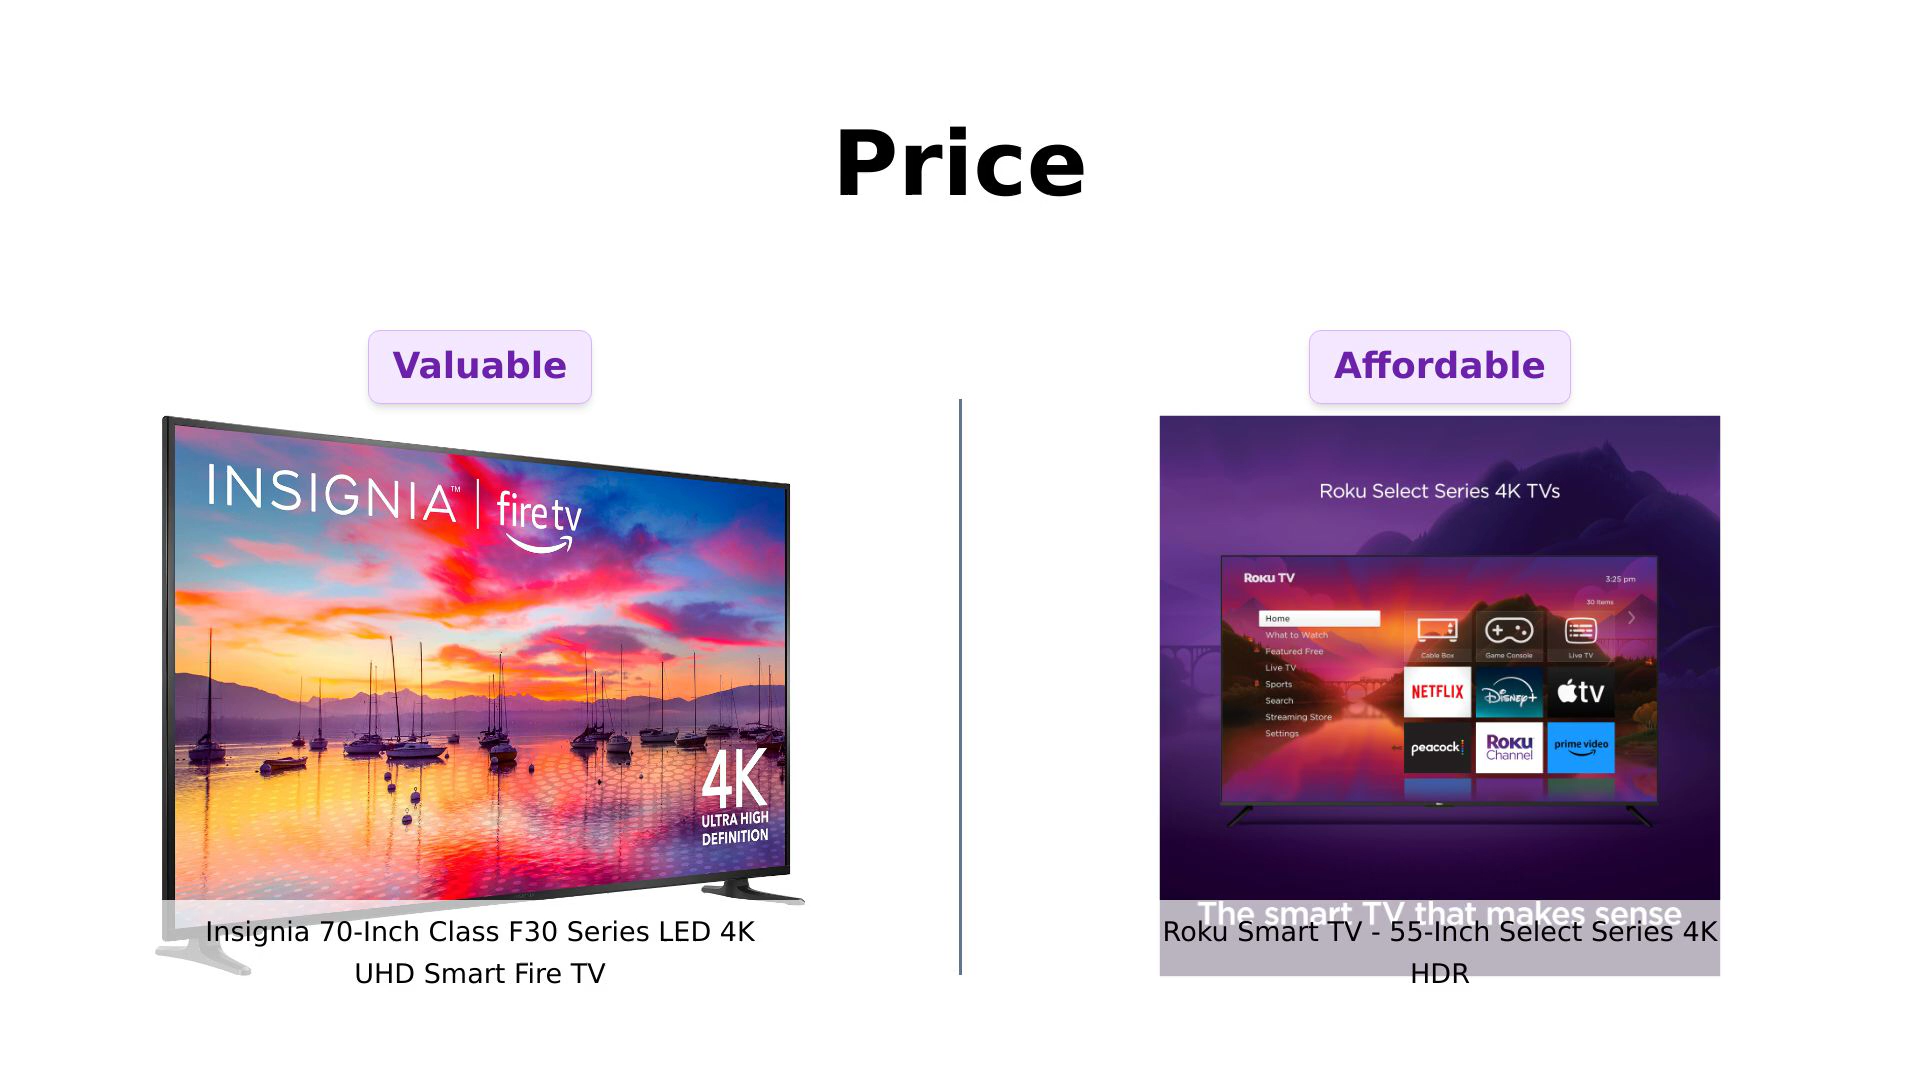 Price
Valuable
Affordable
INSIGNIA™ | fire tv
4K
ULTRA HIGH
DEFINITION
Insignia 70-Inch Class F30 Series LED 4K
UHD Smart Fire TV
Roku Select Series 4K TVs
Roku TV
3:25 pm
30 Items
Home
What to Watch
Featured Free
Live TV
Sports
Search
Streaming Store
Settings
Cable Box
Game Console
Live TV
NETFLIX
Disney+
tv
peacock
Roku Channel
prime video
The smart TV that makes sense
Roku Smart TV - 55-Inch Select Series 4K
HDR